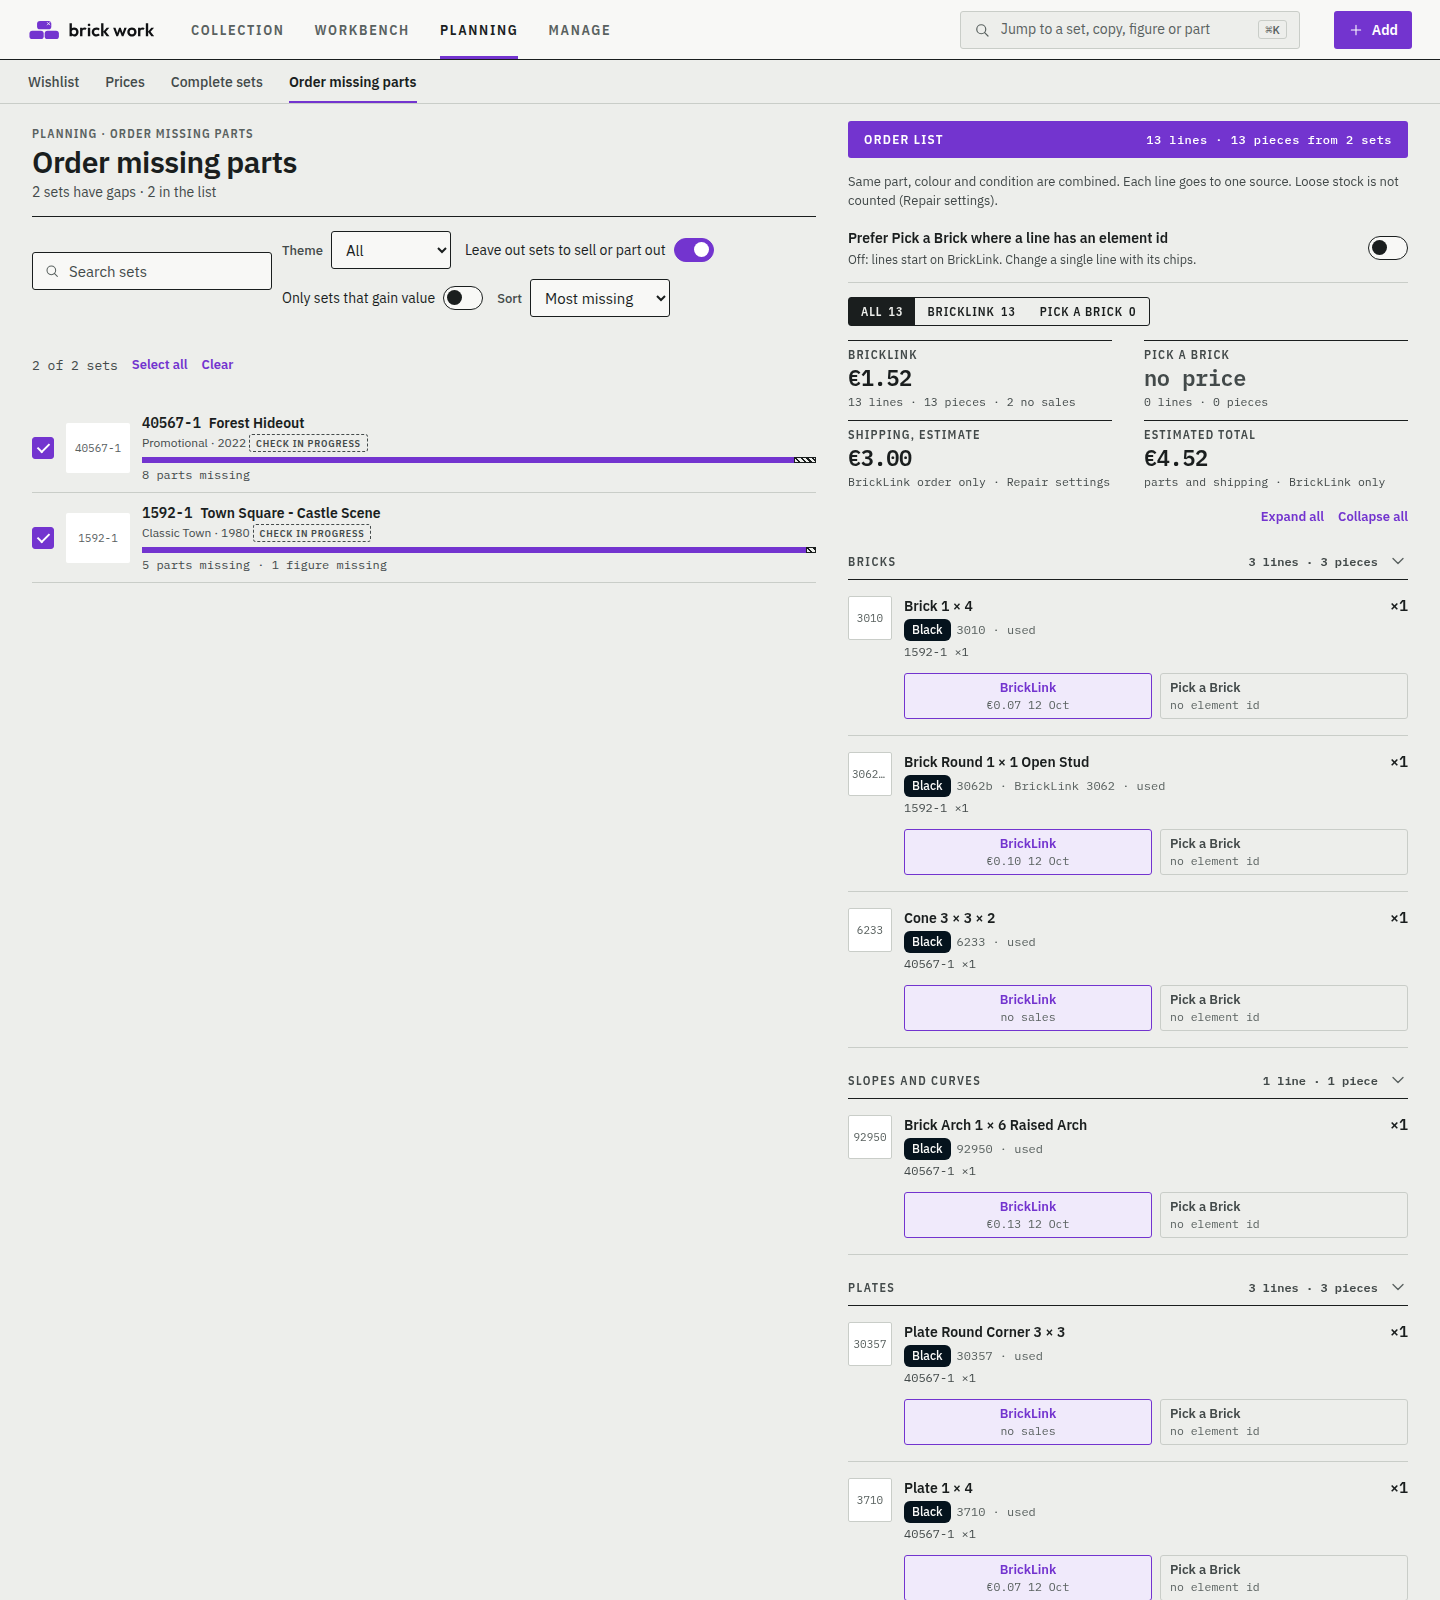 brick work
COLLECTION
WORKBENCH
PLANNING
MANAGE
Jump to a set, copy, figure or part
⌘K
+ Add
Wishlist
Prices
Complete sets
Order missing parts
PLANNING · ORDER MISSING PARTS
Order missing parts
2 sets have gaps · 2 in the list
Search sets
Theme
All
Leave out sets to sell or part out
Only sets that gain value
Sort
Most missing
2 of 2 sets
Select all
Clear
40567-1
40567-1 Forest Hideout
Promotional · 2022 CHECK IN PROGRESS
8 parts missing
1592-1
1592-1 Town Square - Castle Scene
Classic Town · 1980 CHECK IN PROGRESS
5 parts missing · 1 figure missing
ORDER LIST
13 lines · 13 pieces from 2 sets
Same part, colour and condition are combined. Each line goes to one source. Loose stock is not
counted (Repair settings).
Prefer Pick a Brick where a line has an element id
Off: lines start on BrickLink. Change a single line with its chips.
ALL 13
BRICKLINK 13
PICK A BRICK 0
BRICKLINK
€1.52
13 lines · 13 pieces · 2 no sales
PICK A BRICK
no price
0 lines · 0 pieces
SHIPPING, ESTIMATE
€3.00
BrickLink order only · Repair settings
ESTIMATED TOTAL
€4.52
parts and shipping · BrickLink only
Expand all
Collapse all
BRICKS
3 lines · 3 pieces
3010
Brick 1 × 4
×1
Black 3010 · used
1592-1 ×1
BrickLink
€0.07 12 Oct
Pick a Brick
no element id
3062…
Brick Round 1 × 1 Open Stud
×1
Black 3062b · BrickLink 3062 · used
1592-1 ×1
BrickLink
€0.10 12 Oct
Pick a Brick
no element id
6233
Cone 3 × 3 × 2
×1
Black 6233 · used
40567-1 ×1
BrickLink
no sales
Pick a Brick
no element id
SLOPES AND CURVES
1 line · 1 piece
92950
Brick Arch 1 × 6 Raised Arch
×1
Black 92950 · used
40567-1 ×1
BrickLink
€0.13 12 Oct
Pick a Brick
no element id
PLATES
3 lines · 3 pieces
30357
Plate Round Corner 3 × 3
×1
Black 30357 · used
40567-1 ×1
BrickLink
no sales
Pick a Brick
no element id
3710
Plate 1 × 4
×1
Black 3710 · used
40567-1 ×1
BrickLink
€0.07 12 Oct
Pick a Brick
no element id